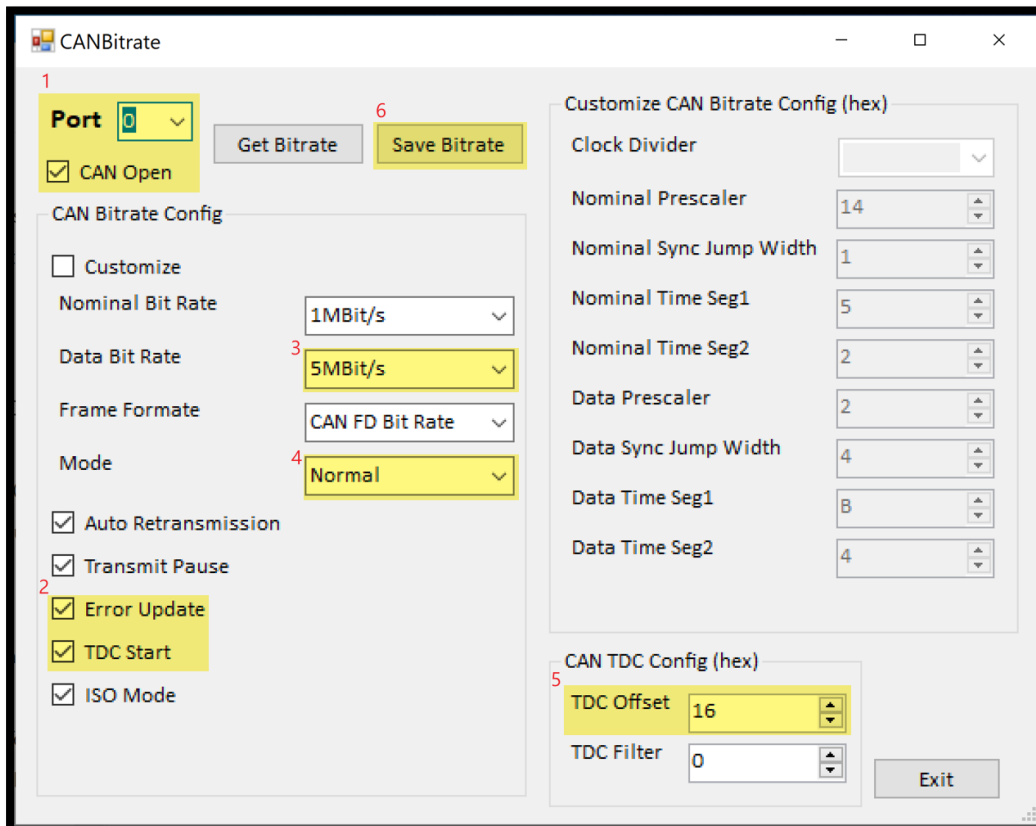 CANBitrate
1
Port 0
CAN Open
Get Bitrate
6
Save Bitrate
CAN Bitrate Config
Customize
Nominal Bit Rate 1MBit/s
3
Data Bit Rate 5MBit/s
Frame Formate CAN FD Bit Rate
4
Mode Normal
Auto Retransmission
Transmit Pause
2
Error Update
TDC Start
ISO Mode
Customize CAN Bitrate Config (hex)
Clock Divider
Nominal Prescaler 14
Nominal Sync Jump Width 1
Nominal Time Seg1 5
Nominal Time Seg2 2
Data Prescaler 2
Data Sync Jump Width 4
Data Time Seg1 B
Data Time Seg2 4
CAN TDC Config (hex)
5
TDC Offset 16
TDC Filter 0
Exit